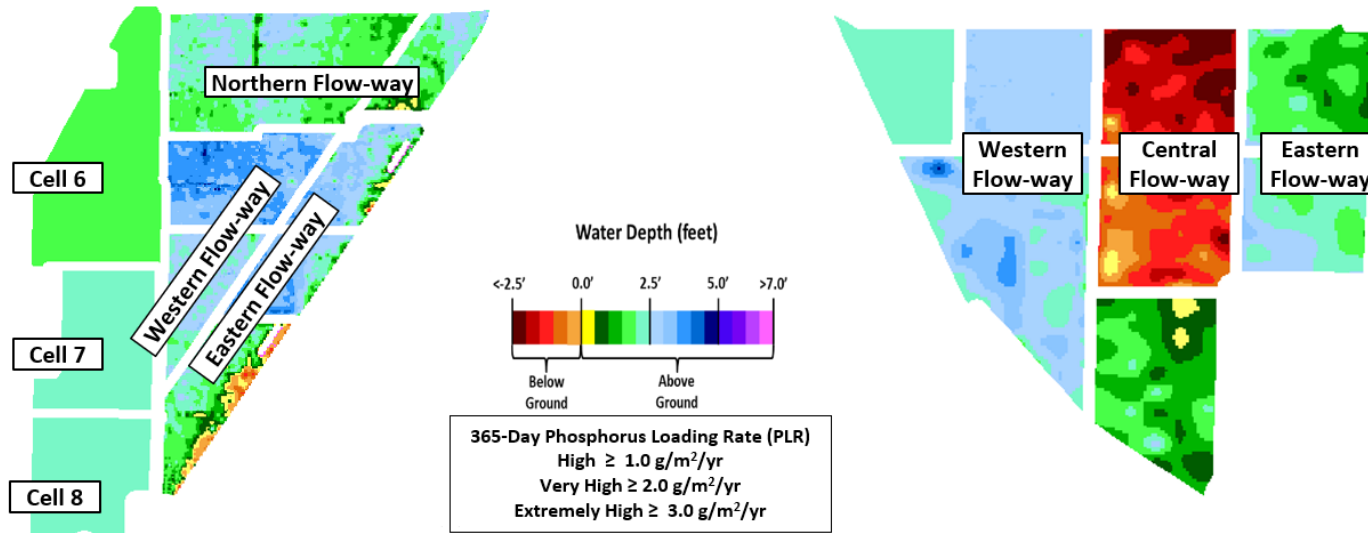 Northern Flow-way
Cell 6
Western Flow-way
Eastern Flow-way
Cell 7
Cell 8
Water Depth (feet)
<-2.5' 0.0' 2.5' 5.0' >7.0'
Below
Ground
Above
Ground
365-Day Phosphorus Loading Rate (PLR)
High ≥ 1.0 g/m²/yr
Very High ≥ 2.0 g/m²/yr
Extremely High ≥ 3.0 g/m²/yr
Western
Flow-way
Central
Flow-way
Eastern
Flow-way